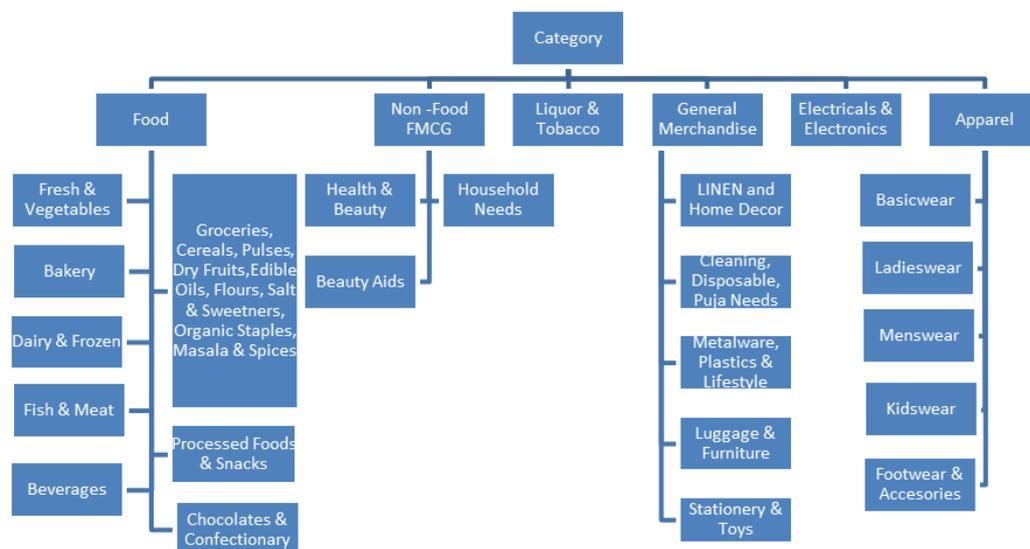 Category
Food
Non -Food
FMCG
Liquor &
Tobacco
General
Merchandise
Electricals &
Electronics
Apparel
Fresh &
Vegetables
Bakery
Dairy & Frozen
Fish & Meat
Beverages
Groceries,
Cereals, Pulses,
Dry Fruits,Edible
Oils, Flours, Salt
& Sweetners,
Organic Staples,
Masala & Spices
Processed Foods
& Snacks
Chocolates &
Confectionary
Health &
Beauty
Household
Needs
Beauty Aids
LINEN and
Home Decor
Cleaning,
Disposable,
Puja Needs
Metalware,
Plastics &
Lifestyle
Luggage &
Furniture
Stationery &
Toys
Basicwear
Ladieswear
Menswear
Kidswear
Footwear &
Accesories